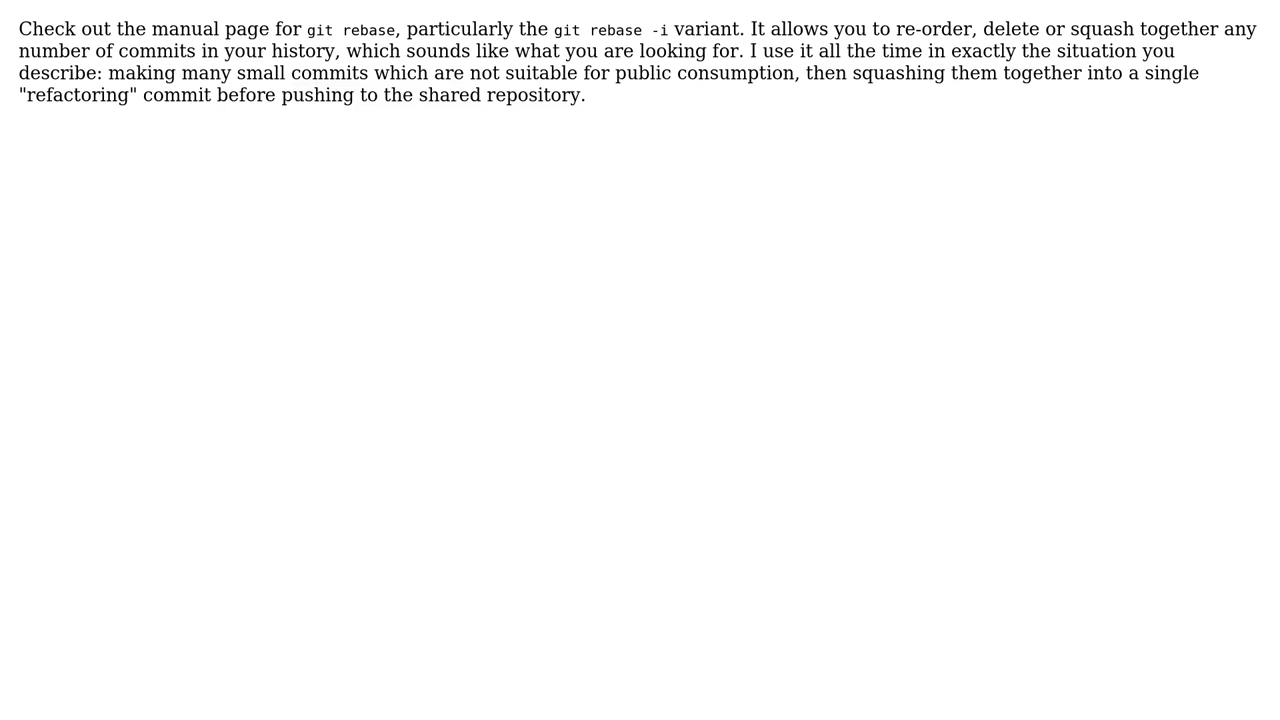 Check out the manual page for git rebase, particularly the git rebase -i variant. It allows you to re-order, delete or squash together any
number of commits in your history, which sounds like what you are looking for. I use it all the time in exactly the situation you
describe: making many small commits which are not suitable for public consumption, then squashing them together into a single
"refactoring" commit before pushing to the shared repository.